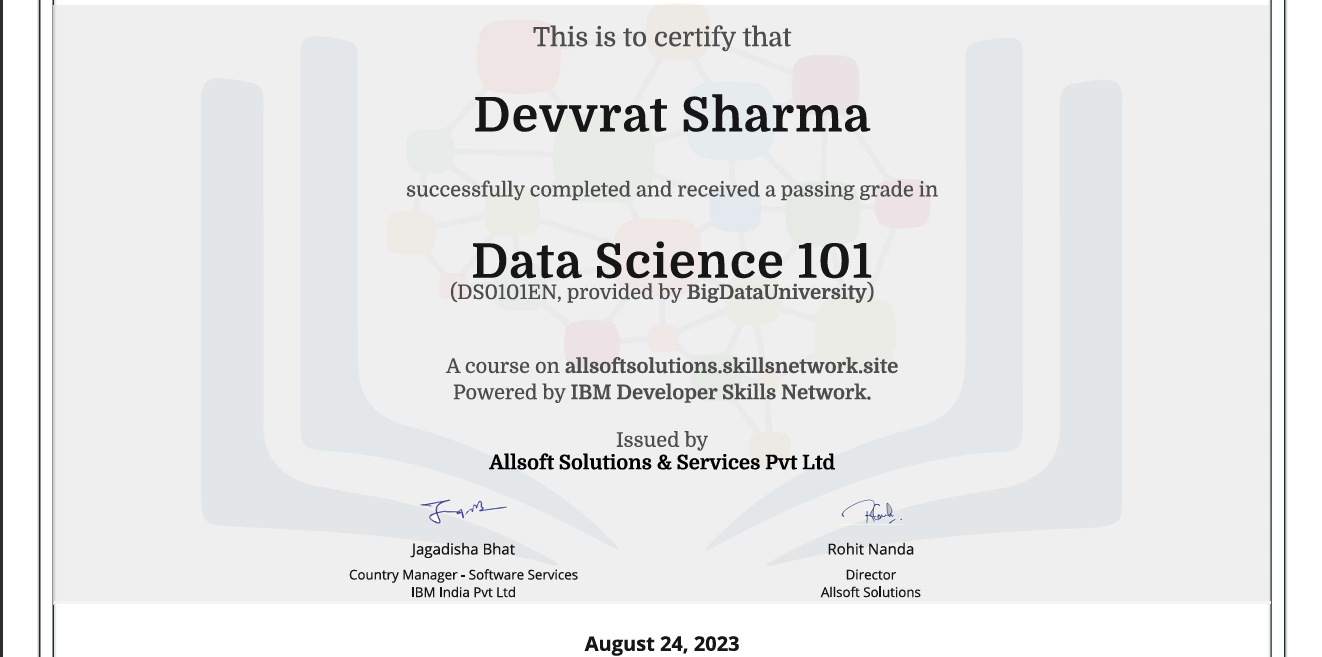 This is to certify that
Devvrat Sharma
successfully completed and received a passing grade in
Data Science 101
(DS0101EN, provided by BigDataUniversity)
A course on allsoftsolutions.skillsnetwork.site
Powered by IBM Developer Skills Network.
Issued by
Allsoft Solutions & Services Pvt Ltd
Jagadisha Bhat
Country Manager - Software Services
IBM India Pvt Ltd
Rohit Nanda
Director
Allsoft Solutions
August 24, 2023